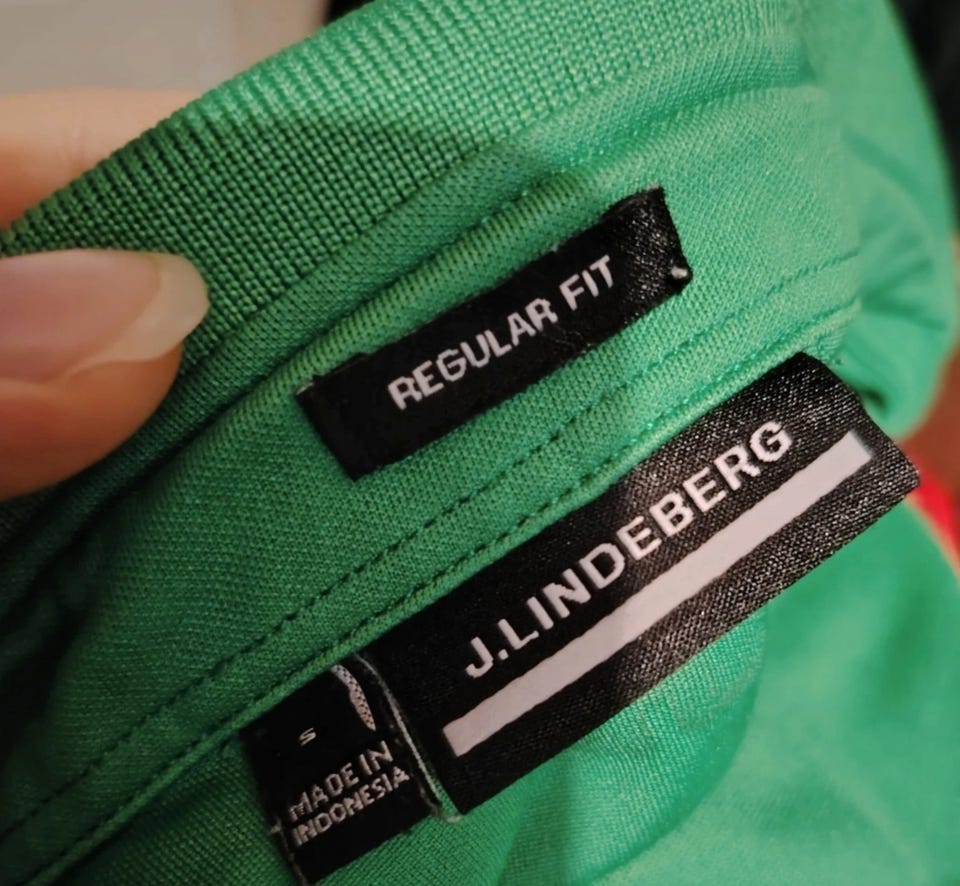 REGULAR FIT
J.LINDEBERG
S
MADE IN
INDONESIA